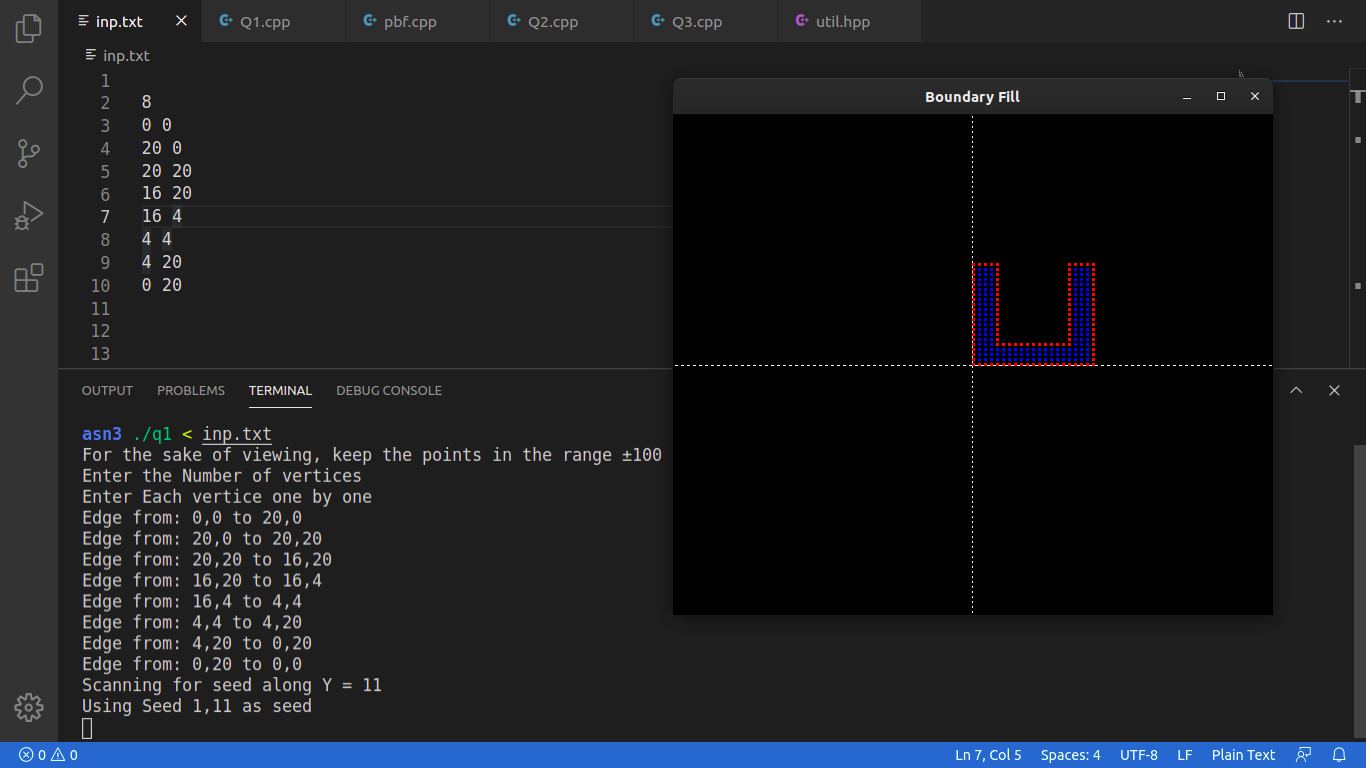 inp.txt Q1.cpp pbf.cpp Q2.cpp Q3.cpp util.hpp
inp.txt
1
2 8
3 0 0
4 20 0
5 20 20
6 16 20
7 16 4
8 4 4
9 4 20
10 0 20
11
12
13
Boundary Fill
OUTPUT PROBLEMS TERMINAL DEBUG CONSOLE
asn3 ./q1 < inp.txt
For the sake of viewing, keep the points in the range ±100
Enter the Number of vertices
Enter Each vertice one by one
Edge from: 0,0 to 20,0
Edge from: 20,0 to 20,20
Edge from: 20,20 to 16,20
Edge from: 16,20 to 16,4
Edge from: 16,4 to 4,4
Edge from: 4,4 to 4,20
Edge from: 4,20 to 0,20
Edge from: 0,20 to 0,0
Scanning for seed along Y = 11
Using Seed 1,11 as seed
0 0 Ln 7, Col 5 Spaces: 4 UTF-8 LF Plain Text